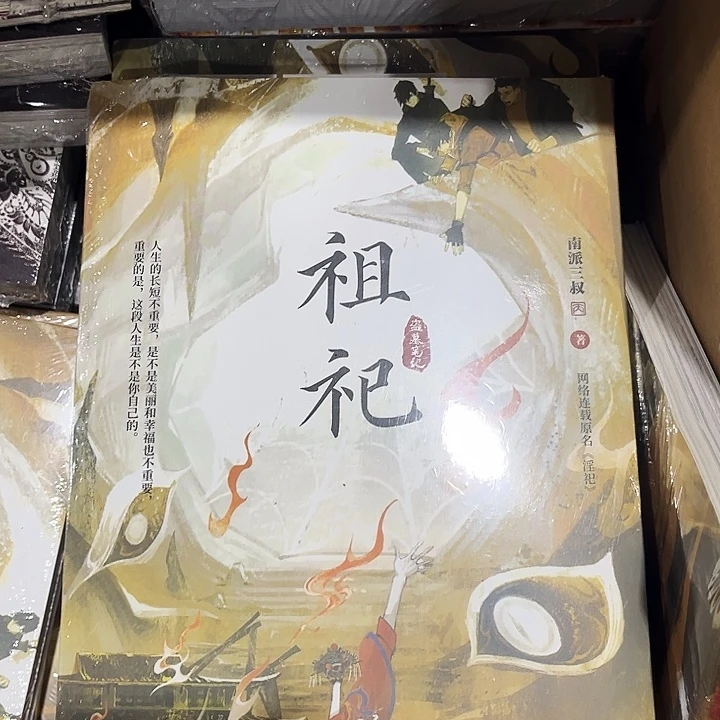 祖祀
盗墓笔记
南派三叔
著
网络连载原名《淫祀》
人生的长短不重要，是不是美丽和幸福也不重要，
重要的是，这段人生是不是你自己的。